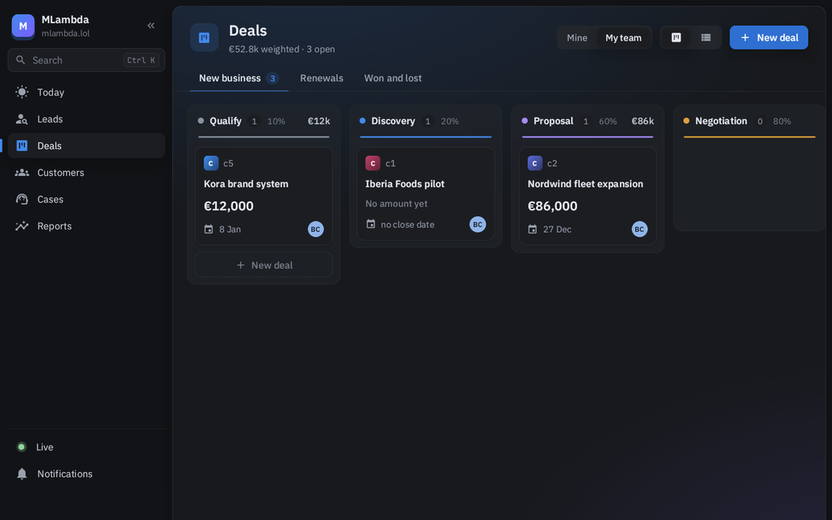 M
MLambda
mlambda.lol
Search
Ctrl K
Today
Leads
Deals
Customers
Cases
Reports
Live
Notifications
Deals
€52.8k weighted · 3 open
Mine
My team
New deal
New business 3
Renewals
Won and lost
Qualify 1 10% €12k
C c5
Kora brand system
€12,000
8 Jan
BC
New deal
Discovery 1 20%
C c1
Iberia Foods pilot
No amount yet
no close date
BC
Proposal 1 60% €86k
C c2
Nordwind fleet expansion
€86,000
27 Dec
BC
Negotiation 0 80%